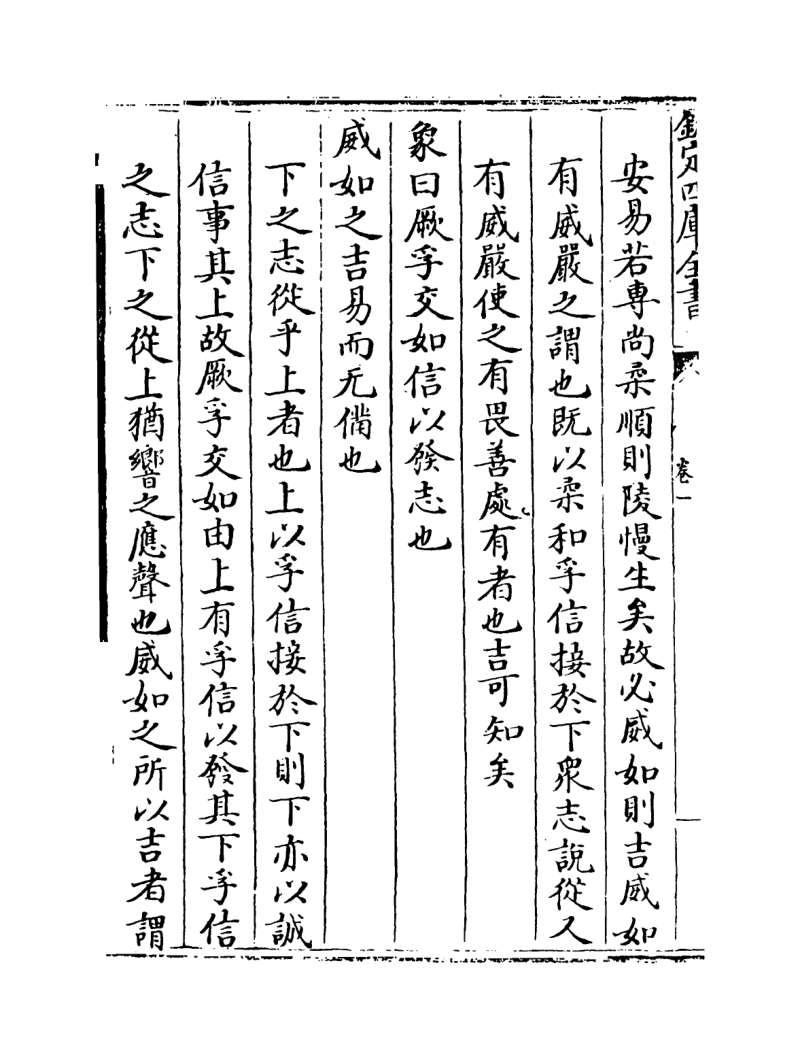 欽定四庫全書
卷一
安易若專尚柔順則陵慢生矣故必威如則吉威如
有威嚴之謂也既以柔和孚信接於下衆志說從又
有威嚴使之有畏善處有者也吉可知矣
象曰厥孚交如信以發志也
威如之吉易而无備也
下之志從乎上者也上以孚信接於下則下亦以誠
信事其上故厥孚交如由上有孚信以發其下孚信
之志下之從上猶響之應聲也威如之所以吉者謂